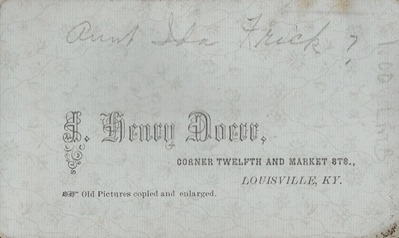 Aunt Ida Frick?
J. Henry Doerr,
CORNER TWELFTH AND MARKET STS.,
LOUISVILLE, KY.
Old Pictures copied and enlarged.